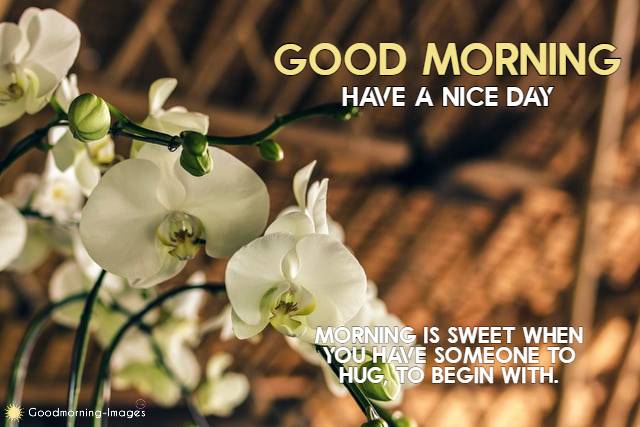 GOOD MORNING
HAVE A NICE DAY
MORNING IS SWEET WHEN
YOU HAVE SOMEONE TO
HUG, TO BEGIN WITH.
Goodmorning-Images